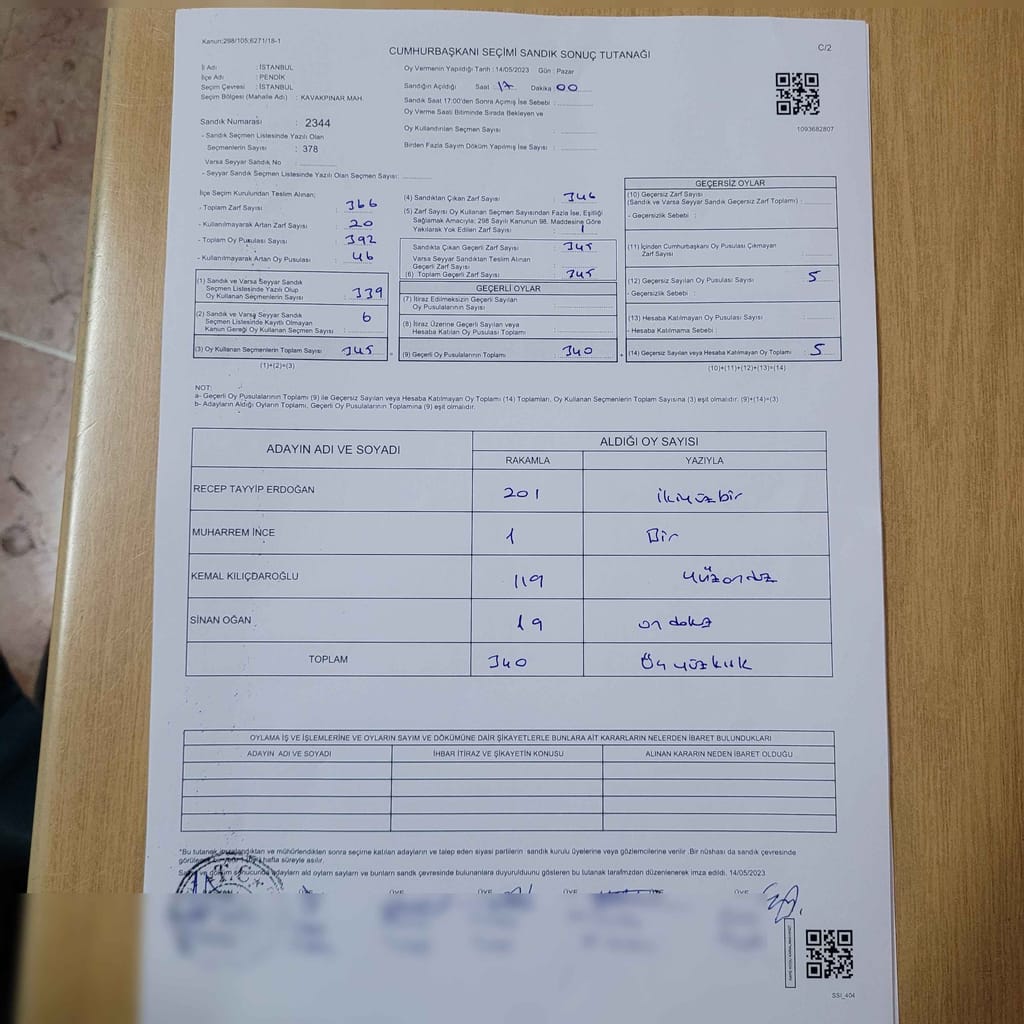 Kanun:298/105;6271/18-1
CUMHURBAŞKANI SEÇİMİ SANDIK SONUÇ TUTANAĞI
C/2
İl Adı : İSTANBUL
İlçe Adı : PENDİK
Seçim Çevresi : İSTANBUL
Seçim Bölgesi (Mahalle Adı) : KAVAKPINAR MAH.
Oy Vermenin Yapıldığı Tarih : 14/05/2023 Gün : Pazar
Sandığın Açıldığı Saat 17 Dakika 00
Sandık Saat 17:00'den Sonra Açımış İse Sebebi :
Oy Verme Saati Bitiminde Sırada Bekleyen ve
Oy Kullandırılan Seçmen Sayısı :
Birden Fazla Sayım Döküm Yapılmış İse Sayısı :
1093682807
Sandık Numarası : 2344
- Sandık Seçmen Listesinde Yazılı Olan
Seçmenlerin Sayısı : 378
Varsa Seyyar Sandık No :
- Seyyar Sandık Seçmen Listesinde Yazılı Olan Seçmen Sayısı:
İlçe Seçim Kurulundan Teslim Alınan;
- Toplam Zarf Sayısı : 366
- Kullanılmayarak Artan Zarf Sayısı : 20
- Toplam Oy Pusulası Sayısı : 392
- Kullanılmayarak Artan Oy Pusulası : 46
(1) Sandık ve Varsa Seyyar Sandık
Seçmen Listesinde Yazılı Olup
Oy Kullanan Seçmenlerin Sayısı : 339
(2) Sandık ve Varsa Seyyar Sandık
Seçmen Listesinde Kayıtlı Olmayan
Kanun Gereği Oy Kullanan Seçmen Sayısı : 6
(3) Oy Kullanan Seçmenlerin Toplam Sayısı : 345
(1)+(2)=(3)
(4) Sandıktan Çıkan Zarf Sayısı : 346
(5) Zarf Sayısı Oy Kullanan Seçmen Sayısından Fazla İse, Eşitliği
Sağlamak Amacıyla; 298 Sayılı Kanunun 98. Maddesine Göre
Yakılarak Yok Edilen Zarf Sayısı : 1
Sandıkta Çıkan Geçerli Zarf Sayısı : 345
Varsa Seyyar Sandıktan Teslim Alınan
Geçerli Zarf Sayısı :
(6) Toplam Geçerli Zarf Sayısı : 345
GEÇERLİ OYLAR
(7) İtiraz Edilmeksizin Geçerli Sayılan
Oy Pusulalarının Sayısı :
(8) İtiraz Üzerine Geçerli Sayılan veya
Hesaba Katılan Oy Pusulası Toplamı :
(9) Geçerli Oy Pusulalarının Toplamı : 340
GEÇERSİZ OYLAR
(10) Geçersiz Zarf Sayısı
(Sandık ve Varsa Seyyar Sandık Geçersiz Zarf Toplamı) :
- Geçersizlik Sebebi :
(11) İçinden Cumhurbaşkanı Oy Pusulası Çıkmayan
Zarf Sayısı :
(12) Geçersiz Sayılan Oy Pusulası Sayısı : 5
- Geçersizlik Sebebi :
(13) Hesaba Katılmayan Oy Pusulası Sayısı :
- Hesaba Katılmama Sebebi :
(14) Geçersiz Sayılan veya Hesaba Katılmayan Oy Toplamı : 5
(10)+(11)+(12)+(13)=(14)
NOT:
a- Geçerli Oy Pusulalarının Toplamı (9) ile Geçersiz Sayılan veya Hesaba Katılmayan Oy Toplamı (14) Toplamları, Oy Kullanan Seçmenlerin Toplam Sayısına (3) eşit olmalıdır. (9)+(14)=(3)
b- Adayların Aldığı Oyların Toplamı, Geçerli Oy Pusulalarının Toplamına (9) eşit olmalıdır.
ADAYIN ADI VE SOYADI
ALDIĞI OY SAYISI
RAKAMLA YAZIYLA
RECEP TAYYİP ERDOĞAN 201 ikiyüzbir
MUHARREM İNCE 1 Bir
KEMAL KILIÇDAROĞLU 119
SİNAN OĞAN 19 on dokuz
TOPLAM 340
OYLAMA İŞ VE İŞLEMLERİNE VE OYLARIN SAYIM VE DÖKÜMÜNE DAİR ŞİKAYETLERLE BUNLARA AİT KARARLARIN NELERDEN İBARET BULUNDUKLARI
ADAYIN ADI VE SOYADI İHBAR İTİRAZ VE ŞİKAYETİN KONUSU ALINAN KARARIN NEDEN İBARET OLDUĞU
*Bu tutanak imzalandıktan ve mühürlendikten sonra seçime katılan adayların ve talep eden siyasi partilerin sandık kurulu üyelerine veya gözlemcilerine verilir .Bir nüshası da sandık çevresinde
hafta süreyle asılır.
Sayım ve döküm sonucunda adayların ald oyların sayların ve bunların sandk çevresinde bulunanlara duyurulduunu gösteren bu tutanak tarafmzdan düzenlenerek imza edildi. 14/05/2023
T.C.
ÜYE ÜYE ÜYE ÜYE ÜYE
SSI_404